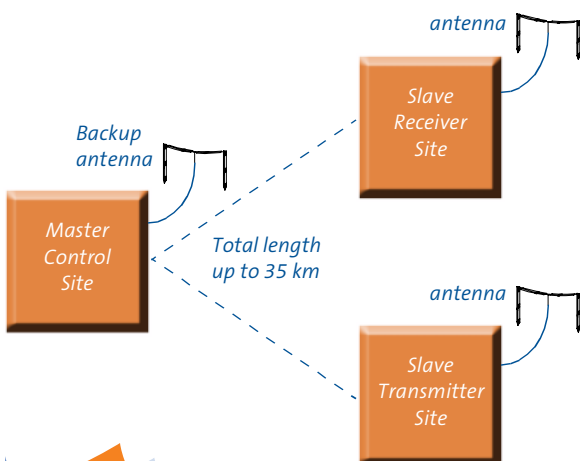 antenna
Slave
Receiver
Site
Backup
antenna
Master
Control
Site
Total length
up to 35 km
antenna
Slave
Transmitter
Site